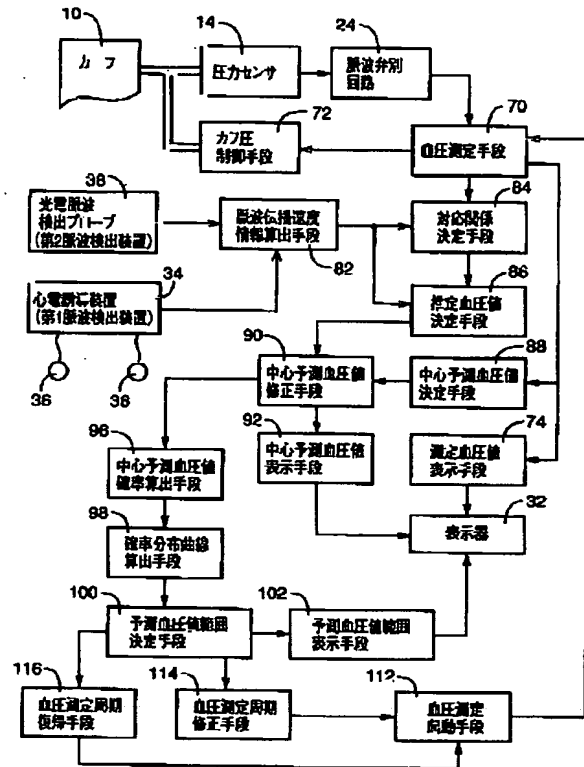 10
カフ
14
圧力センサ
24
脈波弁別
回路
72
カフ圧
制御手段
70
血圧測定手段
38
光電脈波
検出プローブ
(第2脈波検出装置)
脈波伝播速度
情報算出手段
82
84
対応関係
決定手段
34
心電誘導装置
(第1脈波検出装置)
36
36
86
推定血圧値
決定手段
90
中心予測血圧値
修正手段
88
中心予測血圧値
決定手段
96
中心予測血圧値
確率算出手段
92
中心予測血圧値
表示手段
74
測定血圧値
表示手段
98
確率分布曲線
算出手段
32
表示器
100
予測血圧値範囲
決定手段
102
予測血圧値範囲
表示手段
116
血圧測定周期
復帰手段
114
血圧測定周期
修正手段
112
血圧測定
起動手段